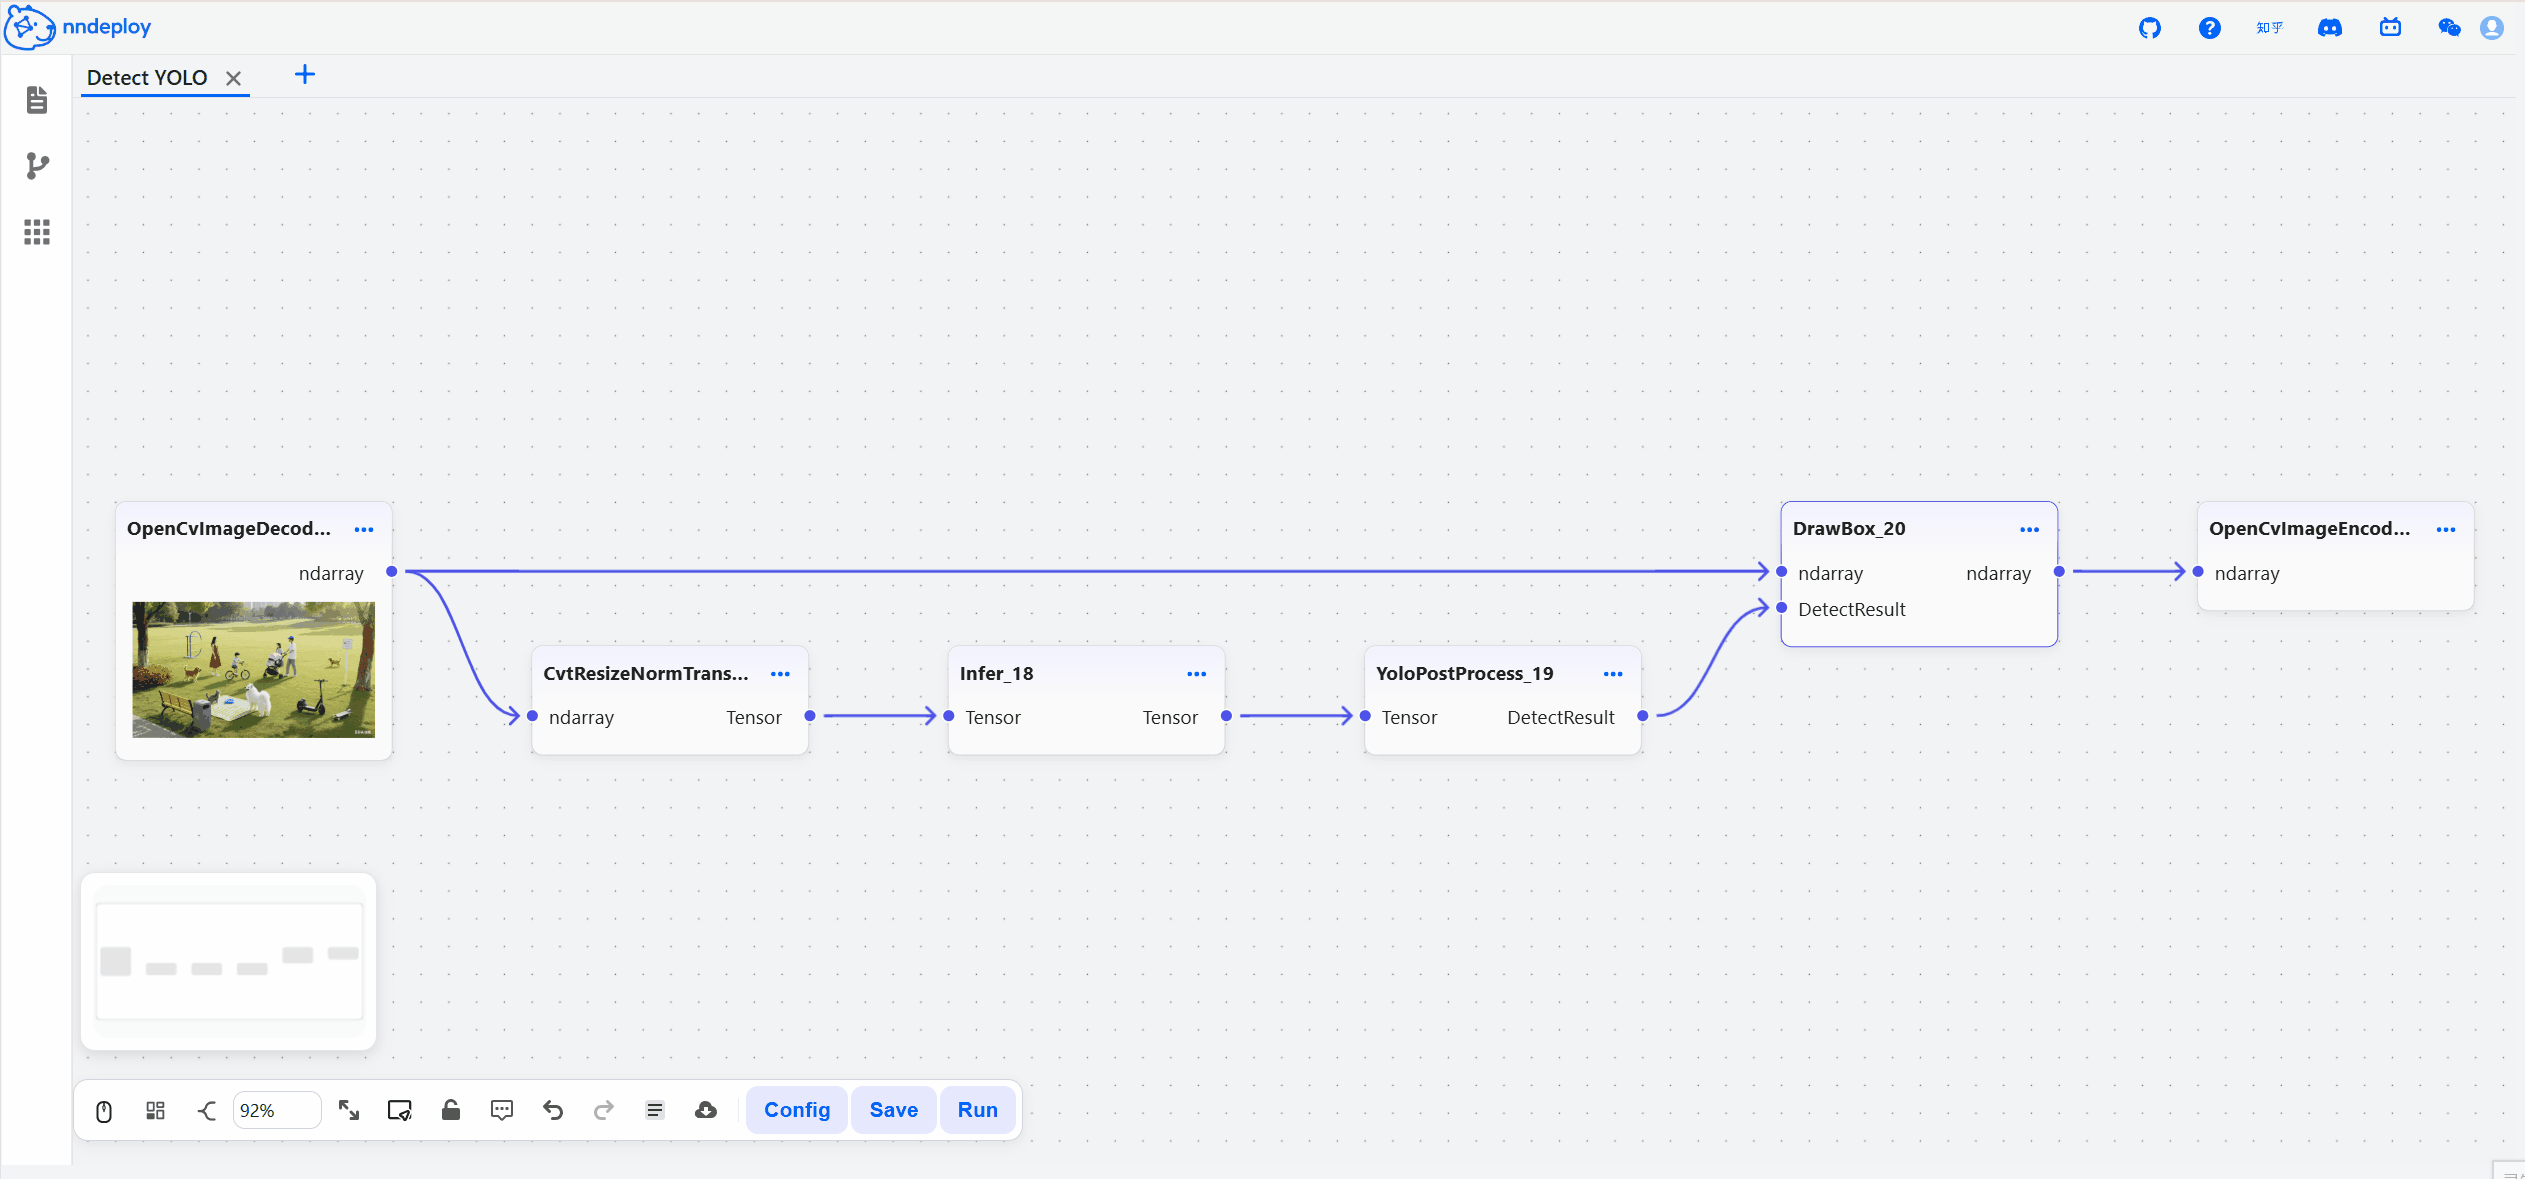 nndeploy
知乎
Detect YOLO
OpenCvImageDecod...
ndarray
CvtResizeNormTrans...
ndarray Tensor
Infer_18
Tensor Tensor
YoloPostProcess_19
Tensor DetectResult
DrawBox_20
ndarray ndarray
DetectResult
OpenCvImageEncod...
ndarray
92%
Config
Save
Run